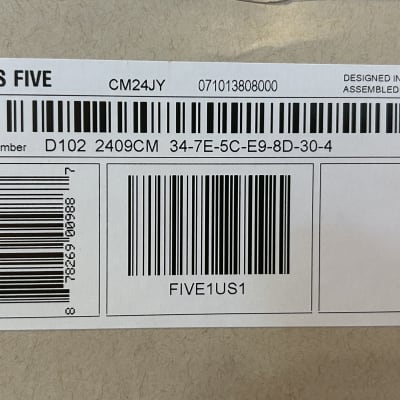 S FIVE CM24JY 071013808000 DESIGNED IN
ASSEMBLED
mber D102 2409CM 34-7E-5C-E9-8D-30-4
8 78269 00988 7
FIVE1US1